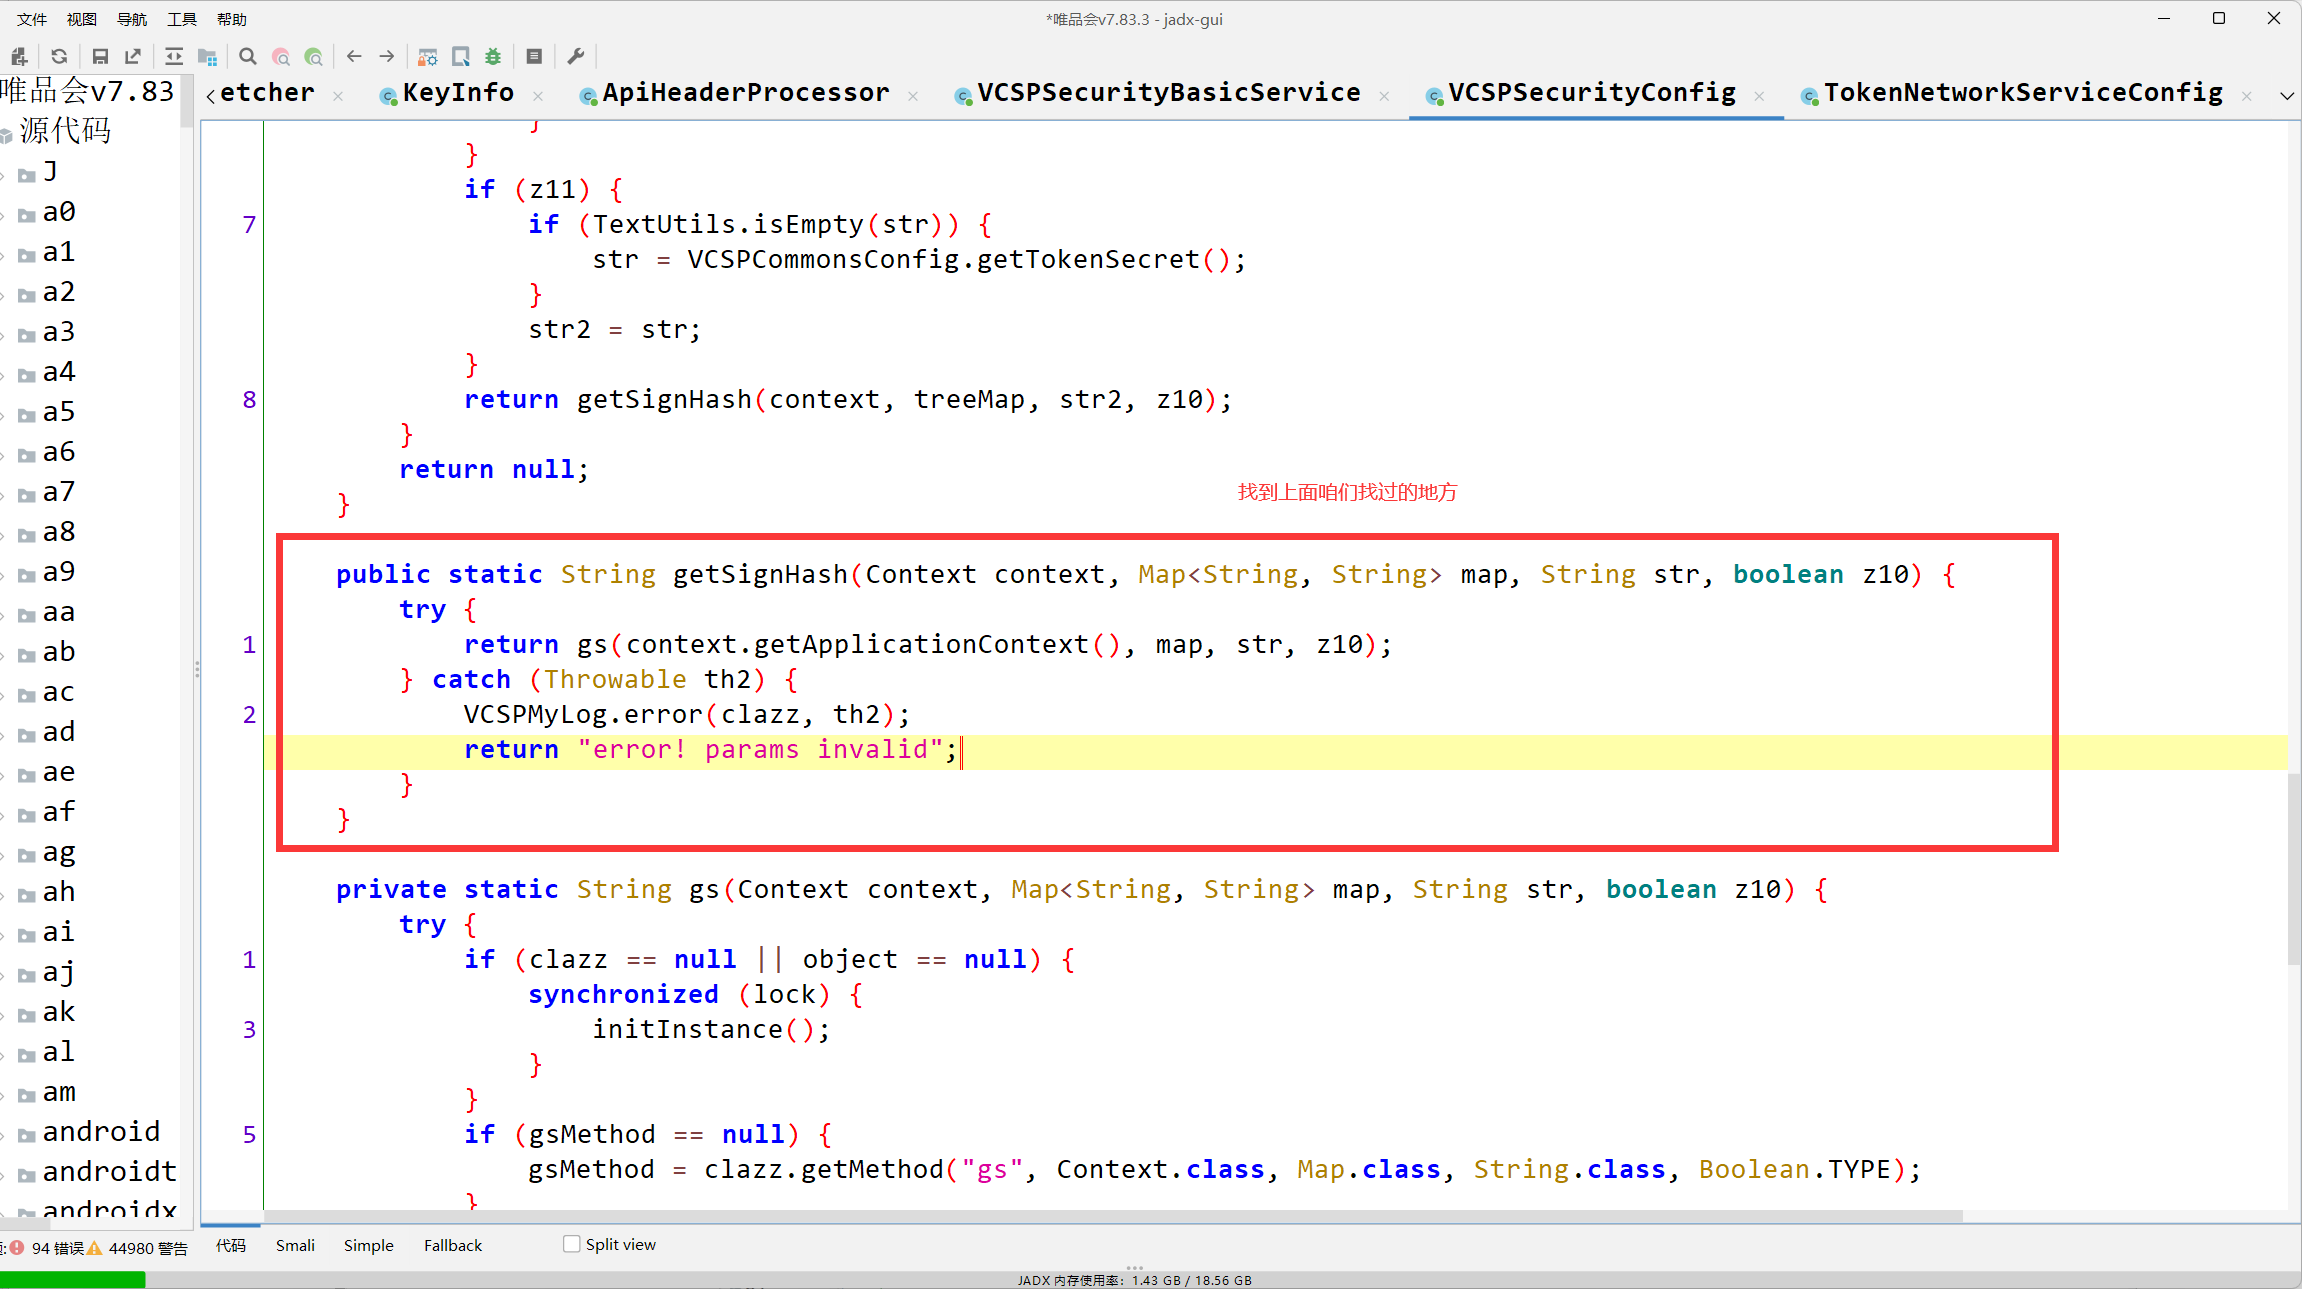 文件 视图 导航 工具 帮助
*唯品会v7.83.3 - jadx-gui
唯品会v7.83
源代码
J
a0
a1
a2
a3
a4
a5
a6
a7
a8
a9
aa
ab
ac
ad
ae
af
ag
ah
ai
aj
ak
al
am
android
androidt
androidx
etcher KeyInfo ApiHeaderProcessor VCSPSecurityBasicService VCSPSecurityConfig TokenNetworkServiceConfig
}
}
if (z11) {
7 if (TextUtils.isEmpty(str)) {
str = VCSPCommonsConfig.getTokenSecret();
}
str2 = str;
}
8 return getSignHash(context, treeMap, str2, z10);
}
return null;
}
找到上面咱们找过的地方
public static String getSignHash(Context context, Map<String, String> map, String str, boolean z10) {
try {
1 return gs(context.getApplicationContext(), map, str, z10);
} catch (Throwable th2) {
2 VCSPMyLog.error(clazz, th2);
return "error! params invalid";
}
}
private static String gs(Context context, Map<String, String> map, String str, boolean z10) {
try {
1 if (clazz == null || object == null) {
synchronized (lock) {
3 initInstance();
}
}
5 if (gsMethod == null) {
gsMethod = clazz.getMethod("gs", Context.class, Map.class, String.class, Boolean.TYPE);
}
94 错误 44980 警告
代码 Smali Simple Fallback Split view
JADX 内存使用率: 1.43 GB / 18.56 GB